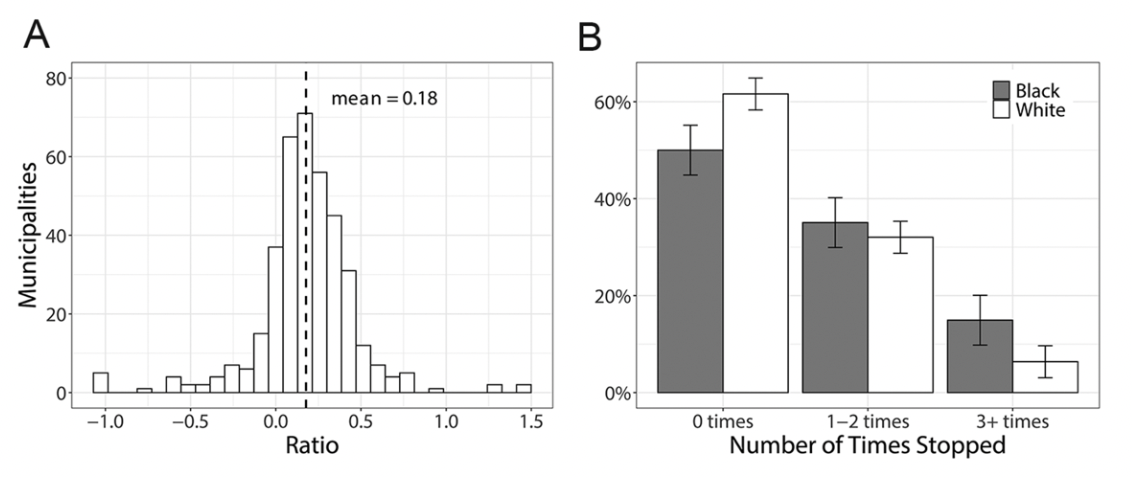 A
80
60
40
20
0
Municipalities
mean = 0.18
−1.0 −0.5 0.0 0.5 1.0 1.5
Ratio
B
60%
40%
20%
0%
Black
White
0 times 1−2 times 3+ times
Number of Times Stopped